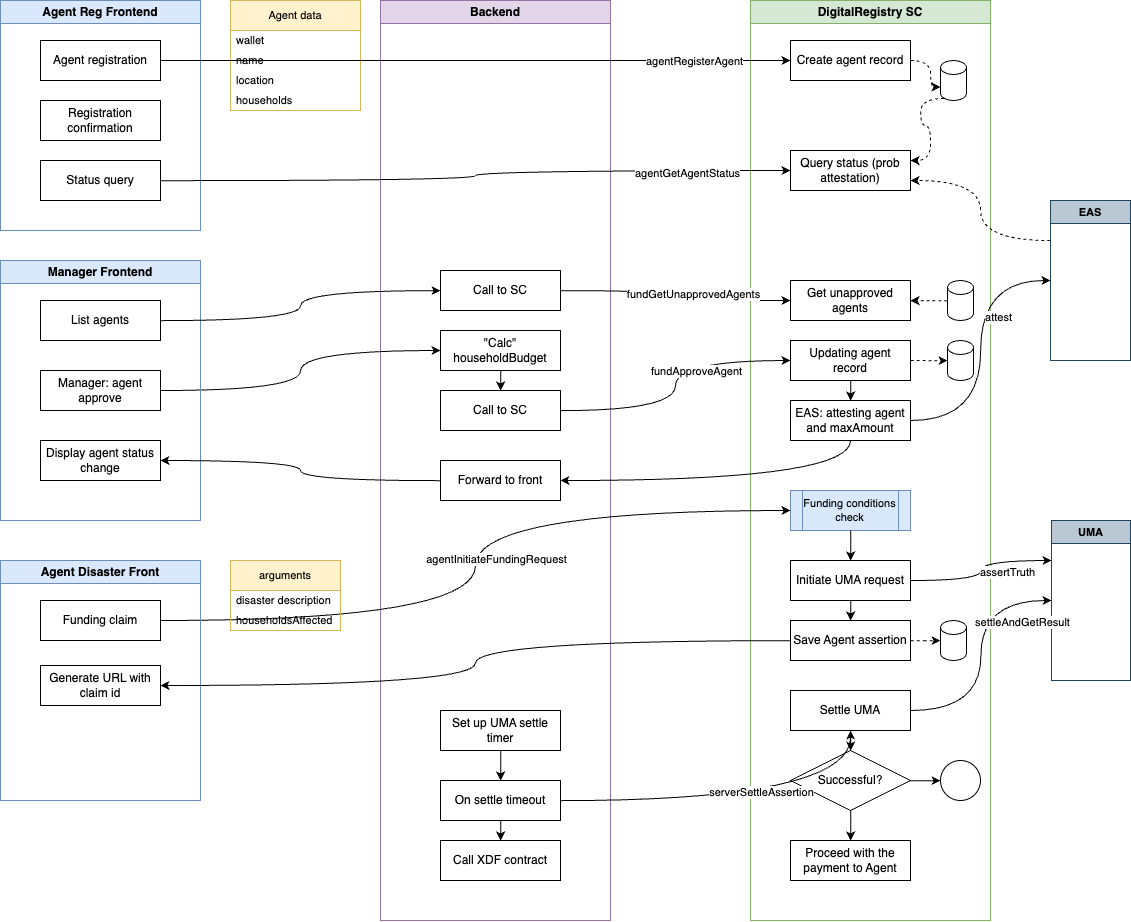 Agent Reg Frontend
Agent registration
Registration
confirmation
Status query
Agent data
wallet
name
location
households
Backend
DigitalRegistry SC
agentRegisterAgent
Create agent record
agentGetAgentStatus
Query status (prob
attestation)
EAS
Manager Frontend
List agents
Manager: agent
approve
Display agent status
change
Call to SC
"Calc"
householdBudget
Call to SC
Forward to front
fundGetUnapprovedAgents
Get unapproved
agents
fundApproveAgent
Updating agent
record
EAS: attesting agent
and maxAmount
attest
Funding conditions
check
agentInitiateFundingRequest
Initiate UMA request
assertTruth
UMA
Agent Disaster Front
Funding claim
Generate URL with
claim id
arguments
disaster description
householdsAffected
Save Agent assertion
settleAndGetResult
Settle UMA
Set up UMA settle
timer
On settle timeout
Call XDF contract
serverSettleAssertion
Successful?
Proceed with the
payment to Agent